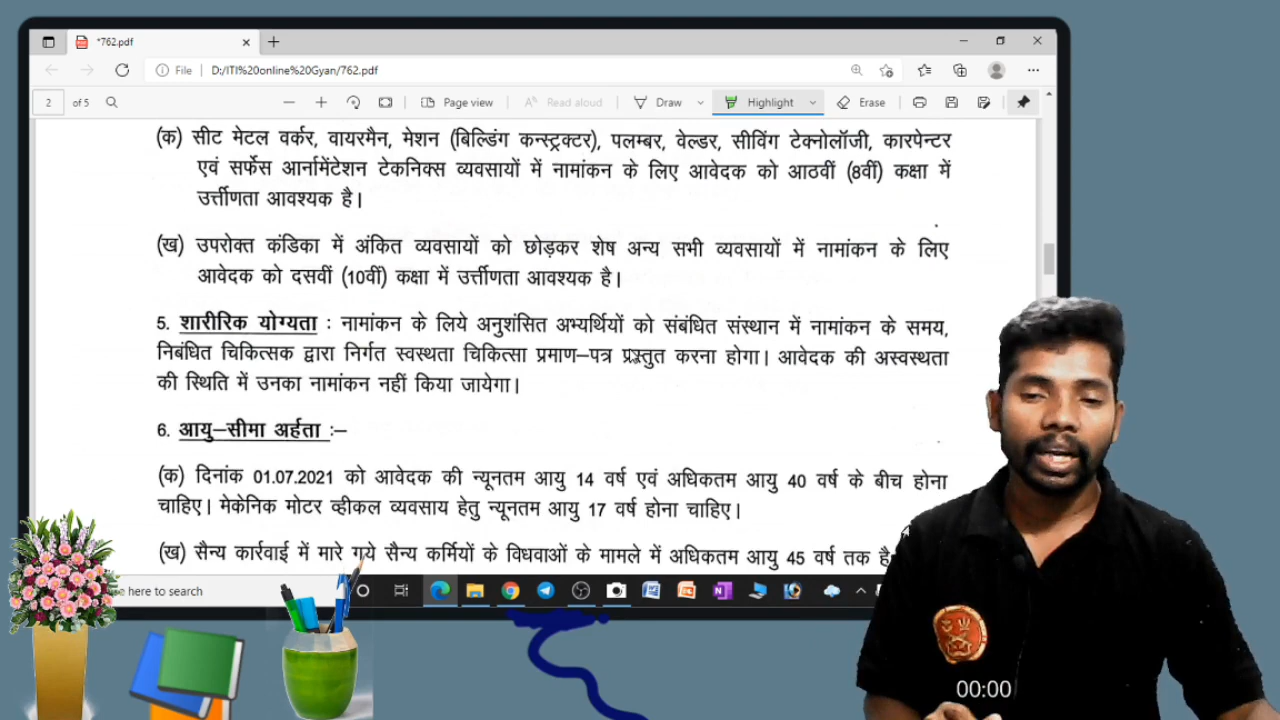 *762.pdf
File D:/ITI%20online%20Gyan/762.pdf
2 of 5 Page view Read aloud Draw Highlight Erase
(क) सीट मेटल वर्कर, वायरमैन, मेशन (बिल्डिंग कन्स्ट्रक्टर), पलम्बर, वेल्डर, सीविंग टेक्नोलॉजी, कारपेन्टर
एवं सर्फेस आर्नामेंटेशन टेकनिक्स व्यवसायों में नामांकन के लिए आवेदक को आठवीं (8वीं) कक्षा में
उर्त्तीणता आवश्यक है।
(ख) उपरोक्त कंडिका में अंकित व्यवसायों को छोड़कर शेष अन्य सभी व्यवसायों में नामांकन के लिए
आवेदक को दसवीं (10वीं) कक्षा में उर्त्तीणता आवश्यक है।
5. शारीरिक योग्यता : नामांकन के लिये अनुशंसित अभ्यर्थियों को संबंधित संस्थान में नामांकन के समय,
निबंधित चिकित्सक द्वारा निर्गत स्वस्थता चिकित्सा प्रमाण–पत्र प्रस्तुत करना होगा। आवेदक की अस्वस्थता
की स्थिति में उनका नामांकन नहीं किया जायेगा।
6. आयु–सीमा अर्हता :–
(क) दिनांक 01.07.2021 को आवेदक की न्यूनतम आयु 14 वर्ष एवं अधिकतम आयु 40 वर्ष के बीच होना
चाहिए। मेकेनिक मोटर व्हीकल व्यवसाय हेतु न्यूनतम आयु 17 वर्ष होना चाहिए।
(ख) सैन्य कार्रवाई में मारे गये सैन्य कर्मियों के विधवाओं के मामले में अधिकतम आयु 45 वर्ष तक है
here to search
00:00